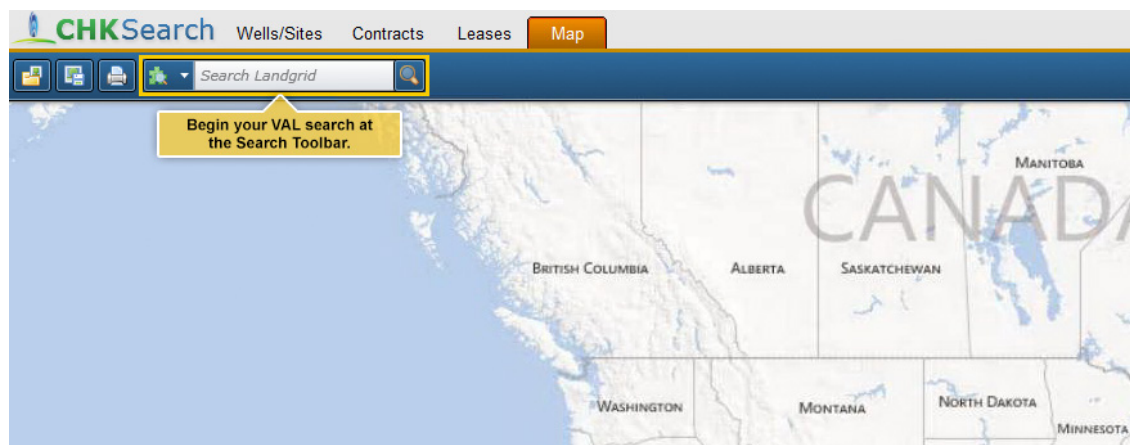 CHKSearch Wells/Sites Contracts Leases Map
Search Landgrid
Begin your VAL search at
the Search Toolbar.
MANITOBA
CANADA
BRITISH COLUMBIA ALBERTA SASKATCHEWAN
WASHINGTON MONTANA NORTH DAKOTA
MINNESOTA